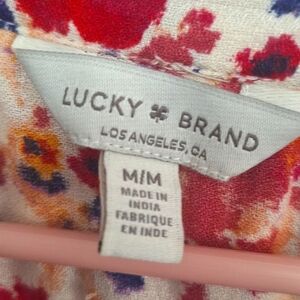 LUCKY BRAND
LOS ANGELES, CA
M/M
MADE IN
INDIA
FABRIQUE
EN INDE